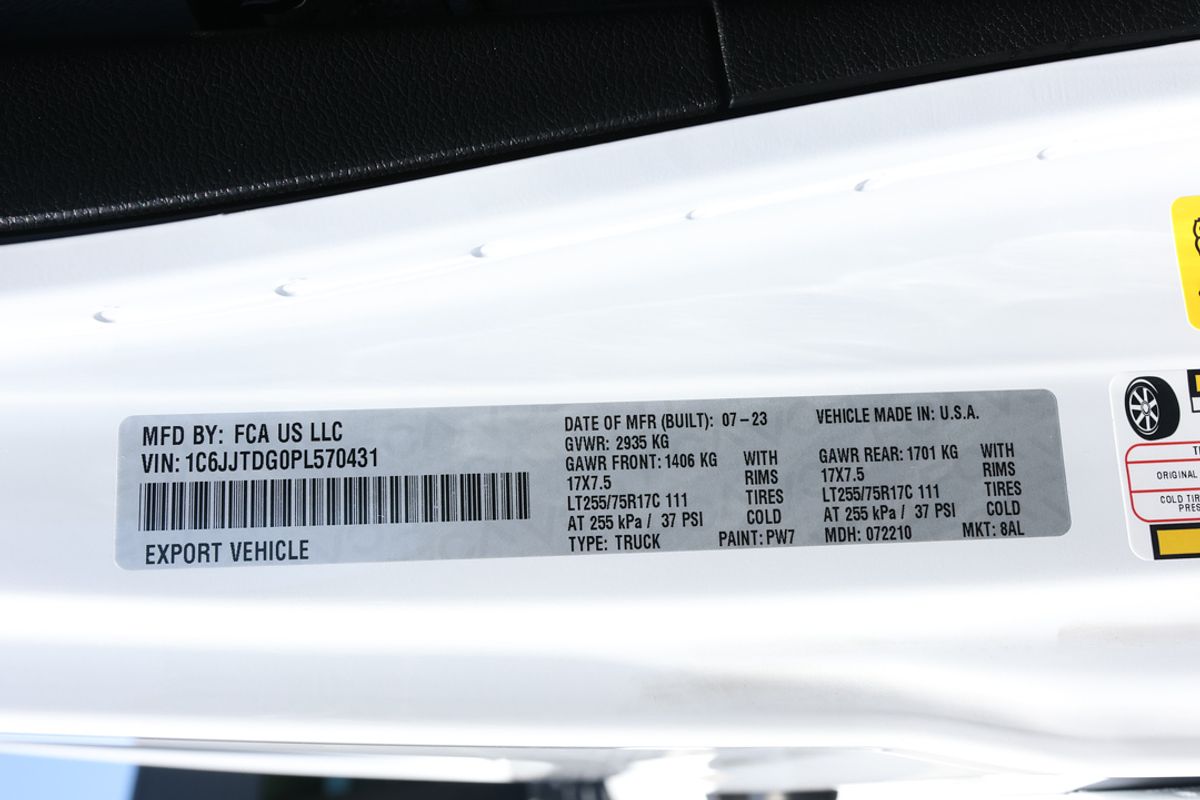 MFD BY: FCA US LLC
VIN: 1C6JJTDG0PL570431
EXPORT VEHICLE
DATE OF MFR (BUILT): 07-23
GVWR: 2935 KG
GAWR FRONT: 1406 KG WITH
17X7.5 RIMS
LT255/75R17C 111 TIRES
AT 255 kPa / 37 PSI COLD
TYPE: TRUCK PAINT: PW7
VEHICLE MADE IN: U.S.A.
GAWR REAR: 1701 KG WITH
17X7.5 RIMS
LT255/75R17C 111 TIRES
AT 255 kPa / 37 PSI COLD
MDH: 072210 MKT: 8AL
ORIGINAL
COLD